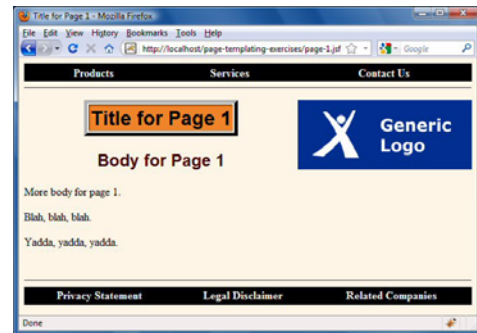 Title for Page 1 - Mozilla Firefox
File Edit View History Bookmarks Tools Help
http://localhost/page-templating-exercises/page-1.jsf Google
Products Services Contact Us
Title for Page 1
Generic
Logo
Body for Page 1
More body for page 1.
Blah, blah, blah.
Yadda, yadda, yadda.
Privacy Statement Legal Disclaimer Related Companies
Done